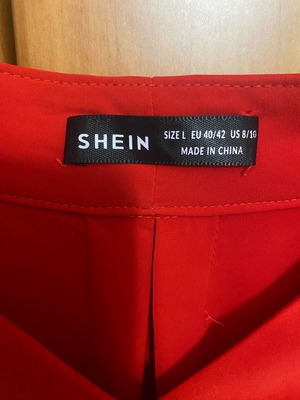 SHEIN
SIZE L EU 40/42 US 8/10
MADE IN CHINA